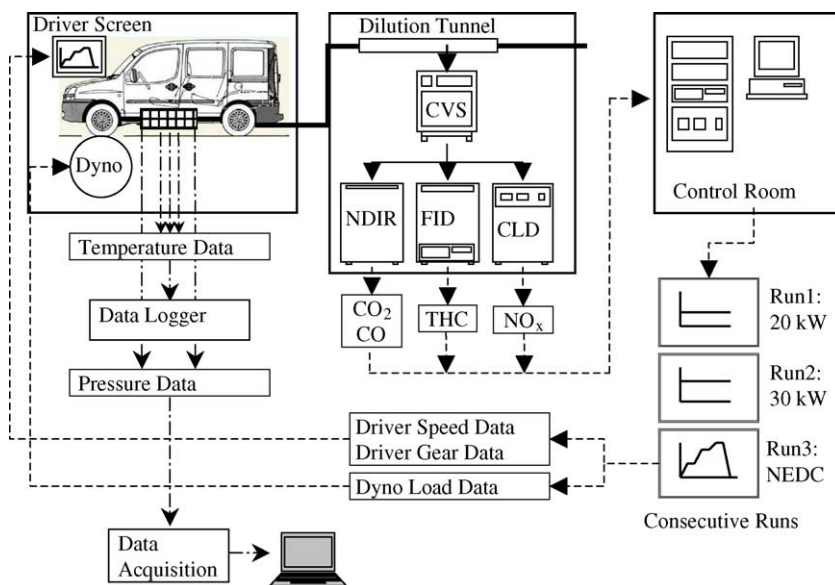 Driver Screen
Dilution Tunnel
CVS
Dyno
NDIR
FID
CLD
Control Room
Temperature Data
Data Logger
Pressure Data
CO₂
CO
THC
NOₓ
Run1:
20 kW
Run2:
30 kW
Run3:
NEDC
Driver Speed Data
Driver Gear Data
Dyno Load Data
Consecutive Runs
Data
Acquisition